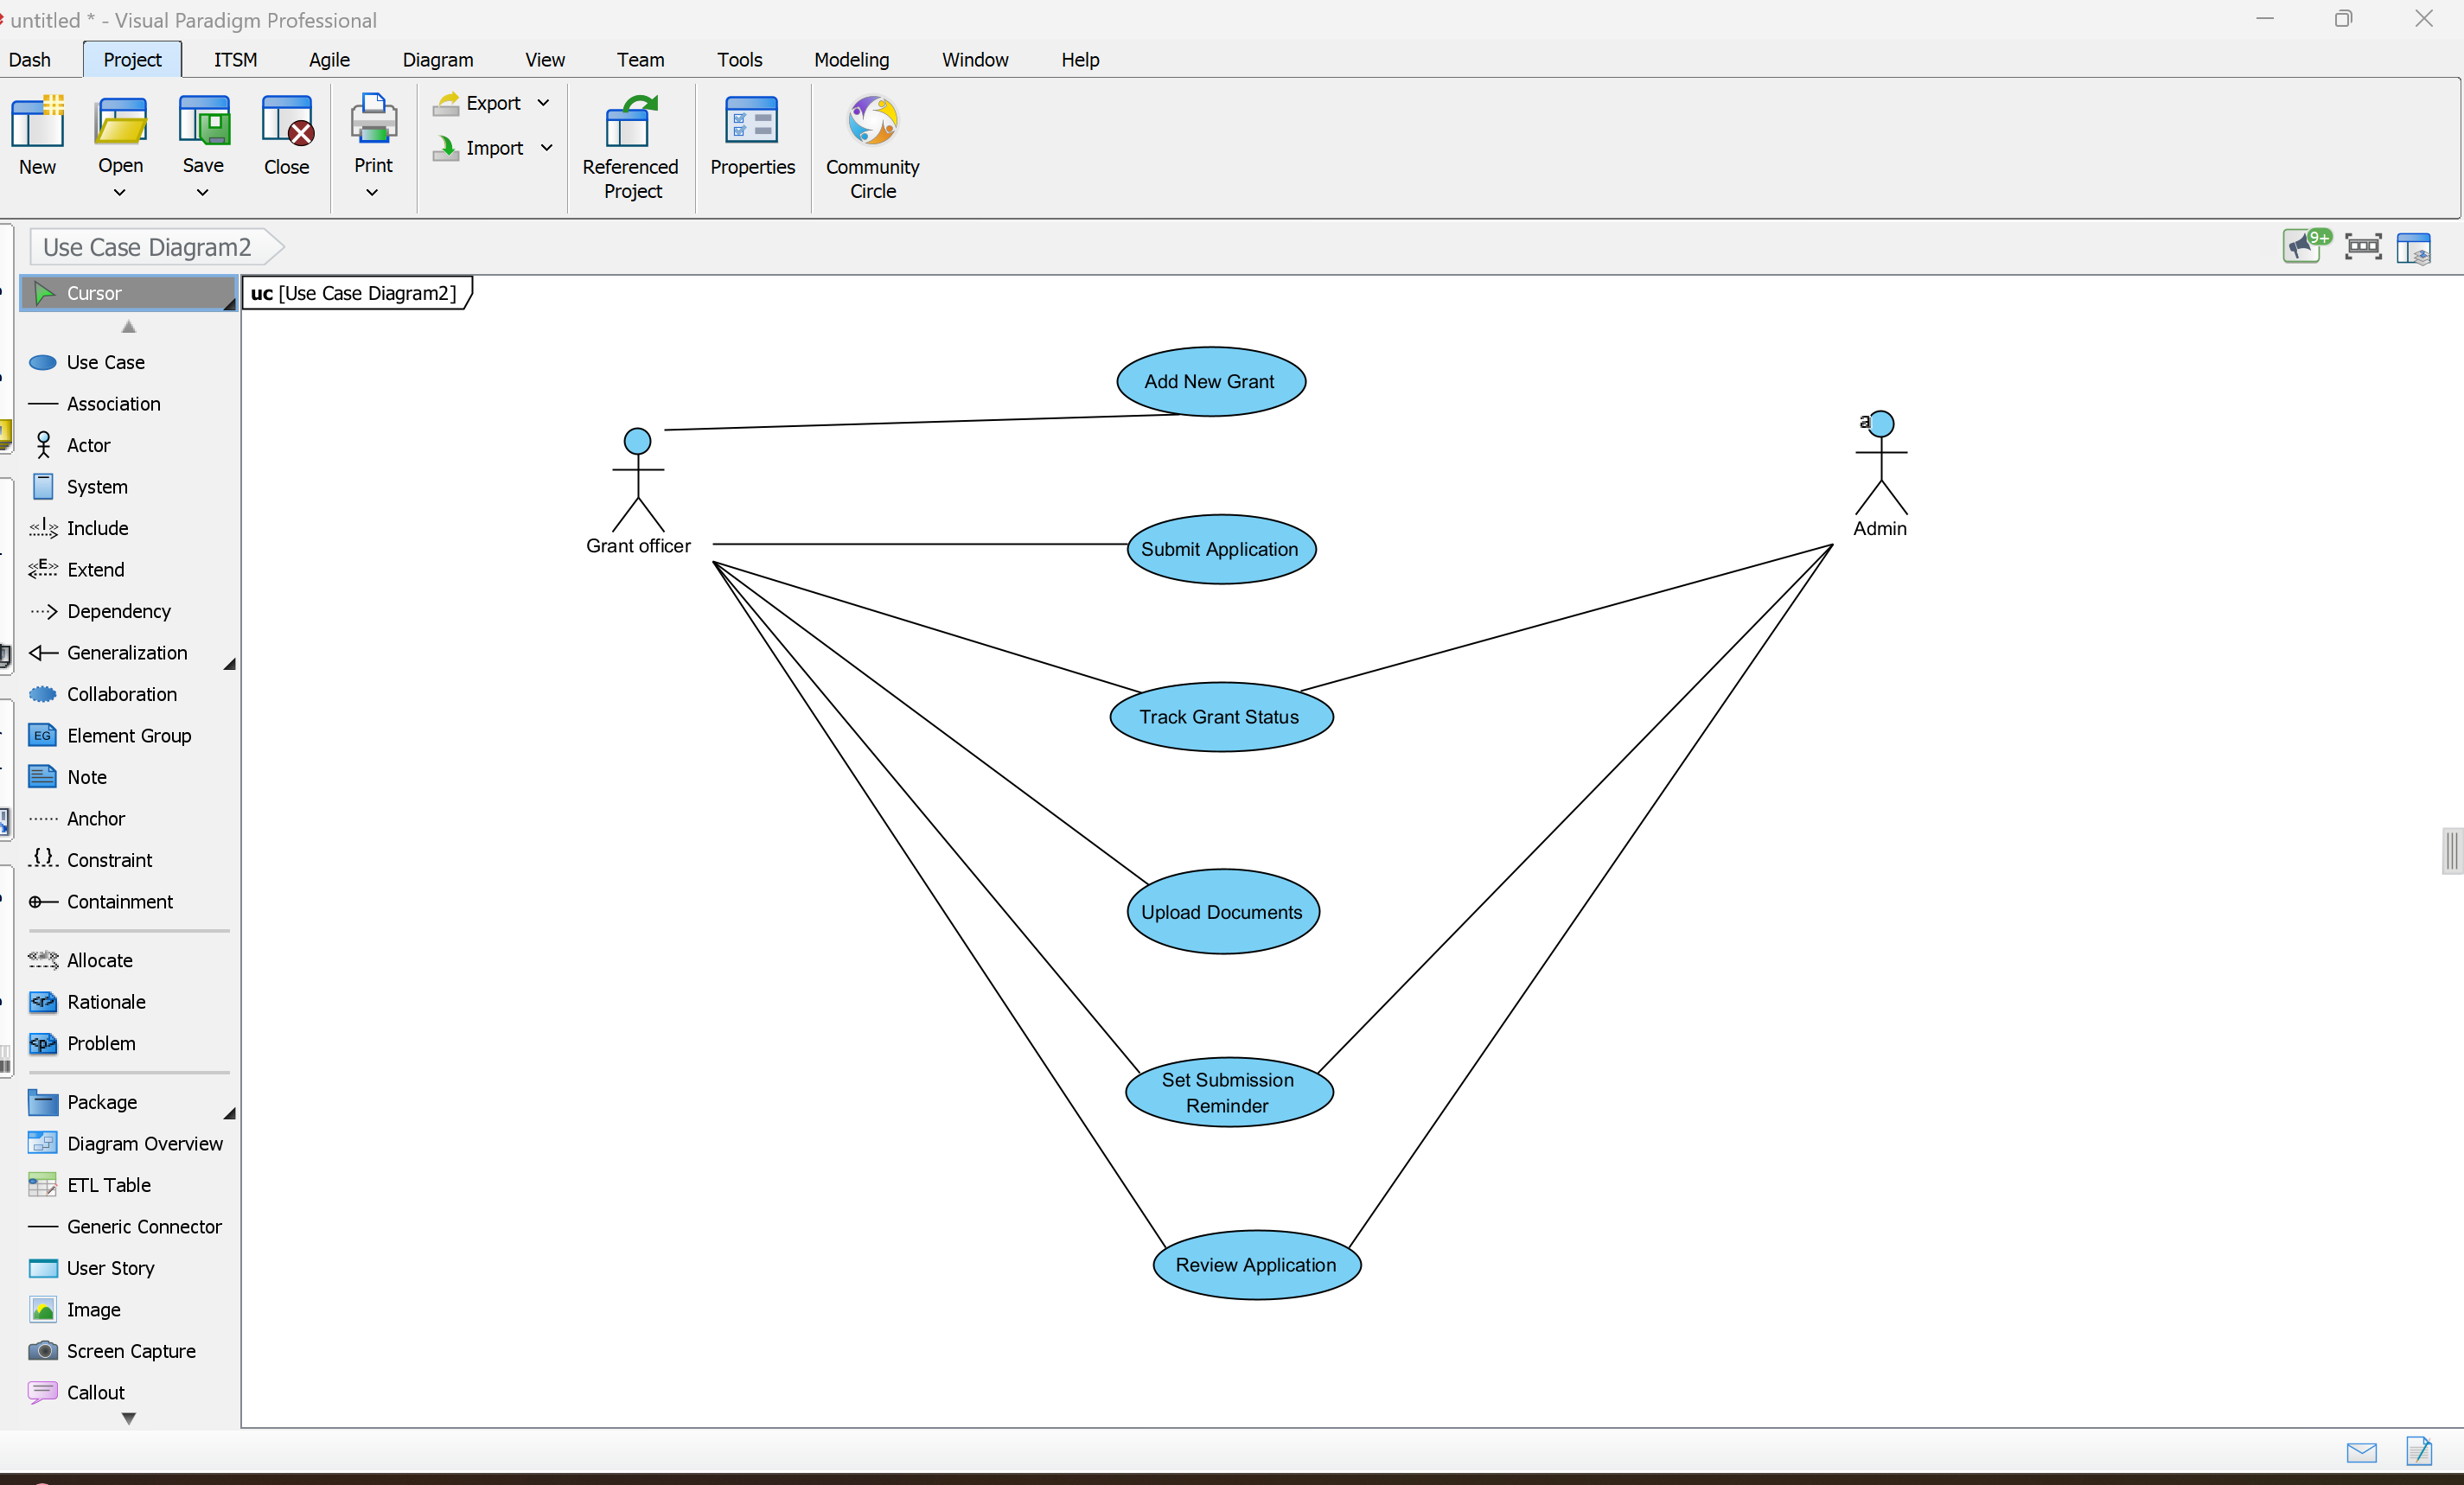 untitled * - Visual Paradigm Professional
Dash Project ITSM Agile Diagram View Team Tools Modeling Window Help
New Open Save Close Print Export Import Referenced Project Properties Community Circle
Use Case Diagram2
9+
Cursor
uc [Use Case Diagram2]
Use Case
Association
Actor
System
<<I>> Include
<<E>> Extend
Dependency
Generalization
Collaboration
EG Element Group
Note
Anchor
{} Constraint
Containment
Allocate
<r> Rationale
<p> Problem
Package
Diagram Overview
ETL Table
Generic Connector
User Story
Image
Screen Capture
Callout
Add New Grant
a
Grant officer
Admin
Submit Application
Track Grant Status
Upload Documents
Set Submission
Reminder
Review Application